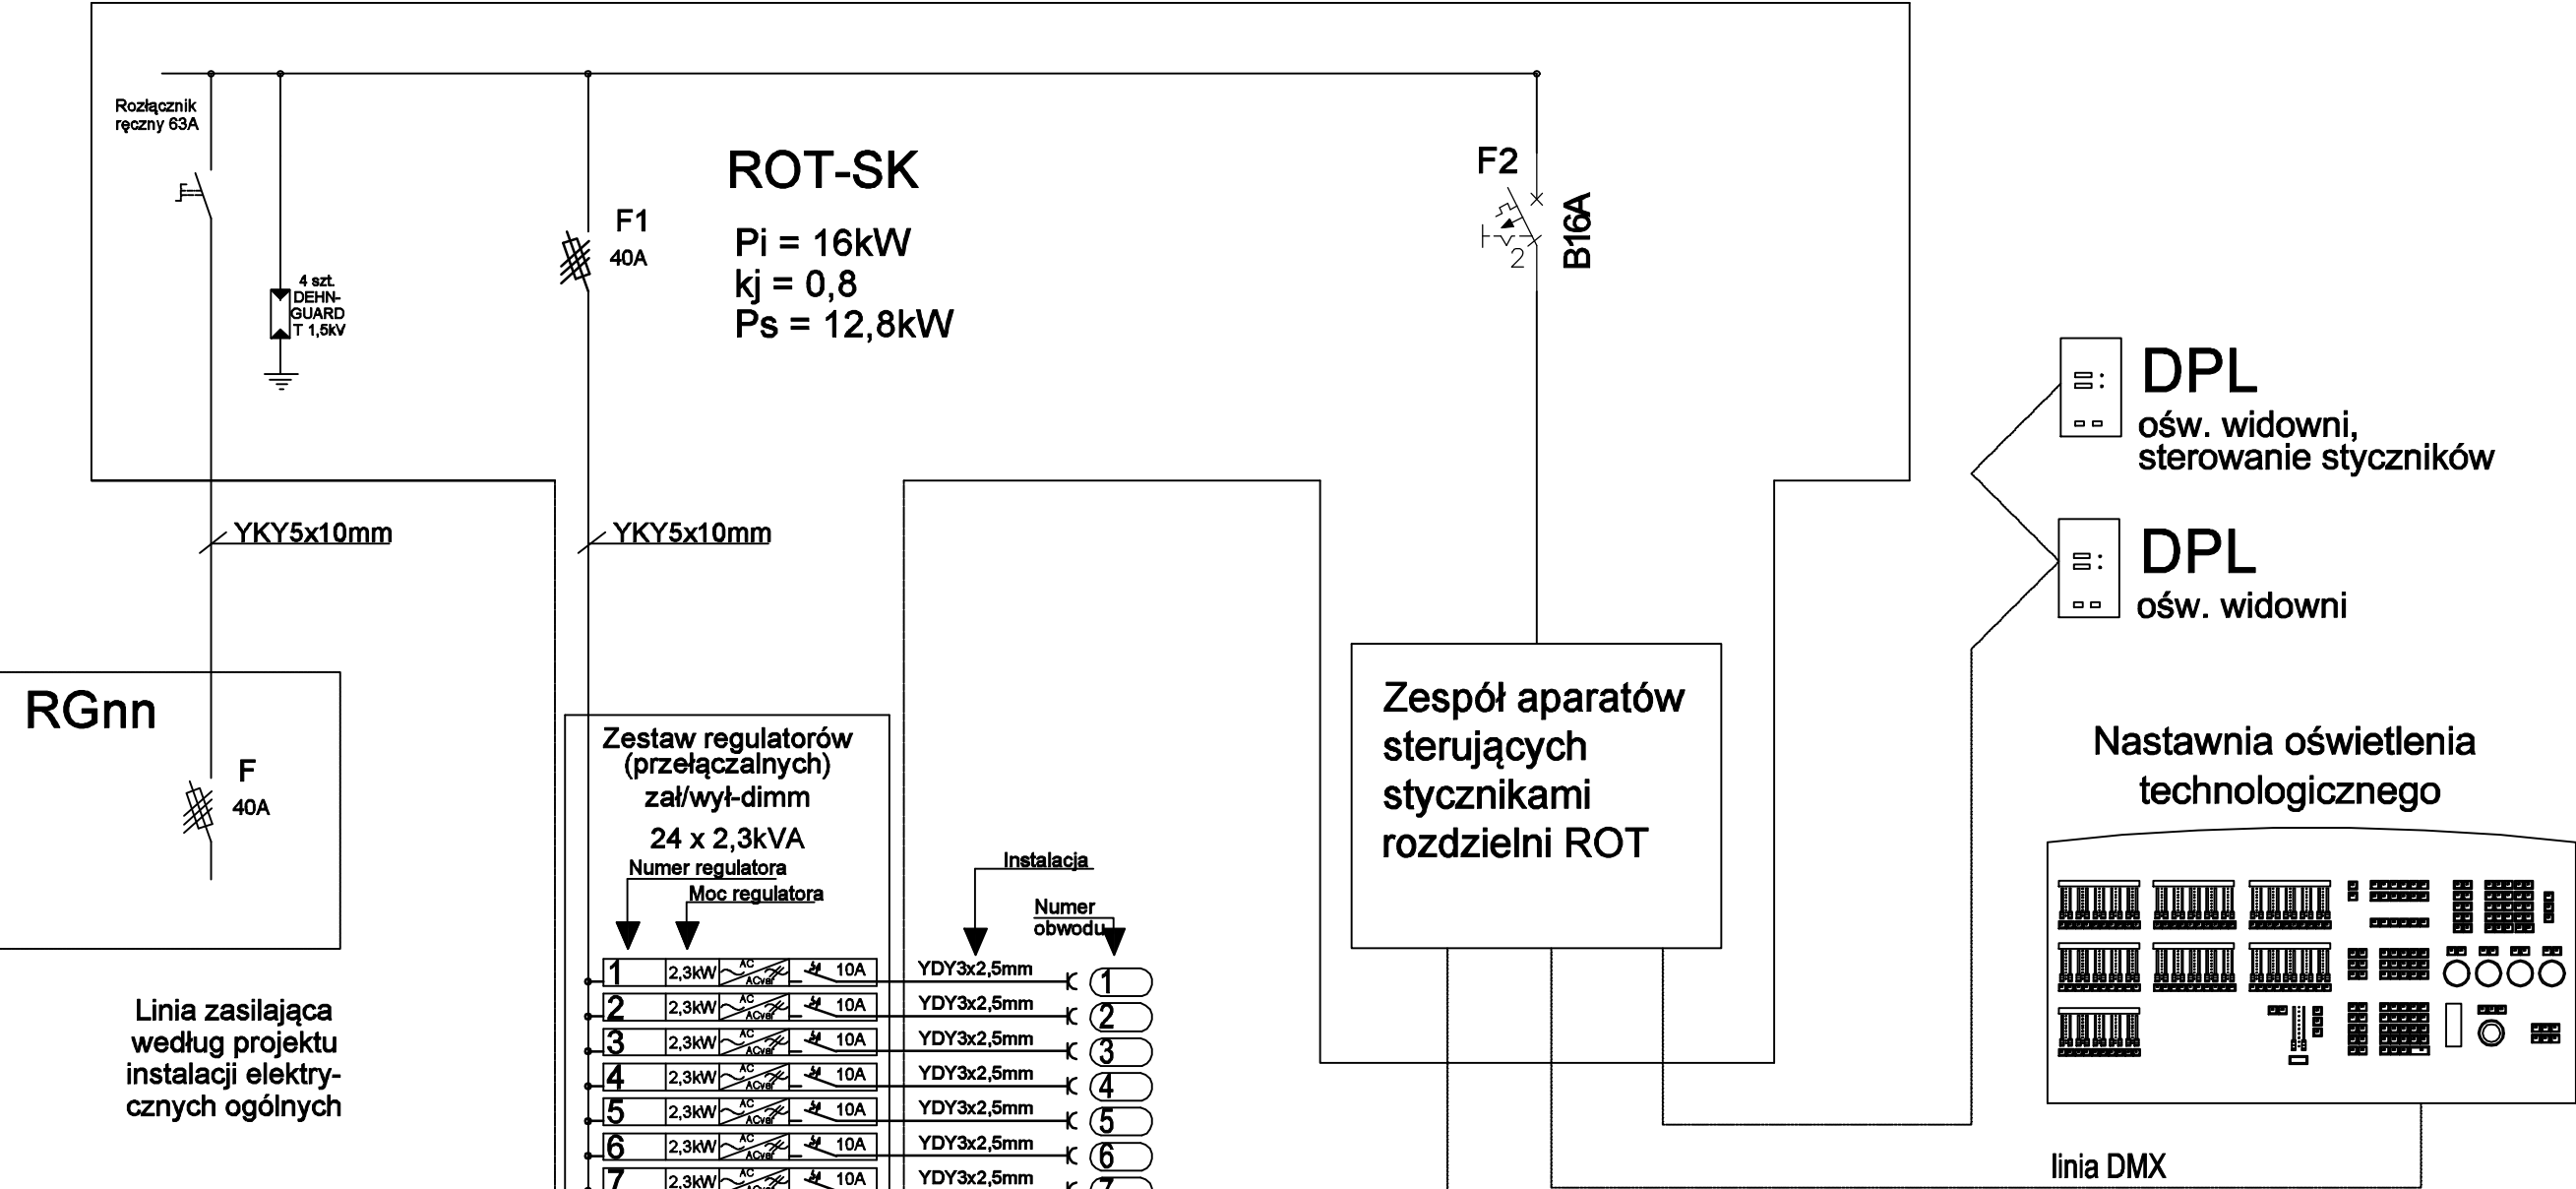 Rozłącznik
ręczny 63A
4 szt.
DEHN-
GUARD
T 1,5kV
F1
40A
ROT-SK
Pi = 16kW
kj = 0,8
Ps = 12,8kW
F2
B16A
2
DPL
ośw. widowni,
sterowanie styczników
DPL
ośw. widowni
YKY5x10mm
YKY5x10mm
RGnn
F
40A
Linia zasilająca
według projektu
instalacji elektry-
cznych ogólnych
Zestaw regulatorów
(przełączalnych)
zał/wył-dimm
24 x 2,3kVA
Numer regulatora
Moc regulatora
Instalacja
Numer
obwodu
1 2,3kW AC ACvar 10A YDY3x2,5mm 1
2 2,3kW AC ACvar 10A YDY3x2,5mm 2
3 2,3kW AC ACvar 10A YDY3x2,5mm 3
4 2,3kW AC ACvar 10A YDY3x2,5mm 4
5 2,3kW AC ACvar 10A YDY3x2,5mm 5
6 2,3kW AC ACvar 10A YDY3x2,5mm 6
7 2,3kW AC ACvar 10A YDY3x2,5mm 7
Zespół aparatów
sterujących
stycznikami
rozdzielni ROT
Nastawnia oświetlenia
technologicznego
linia DMX